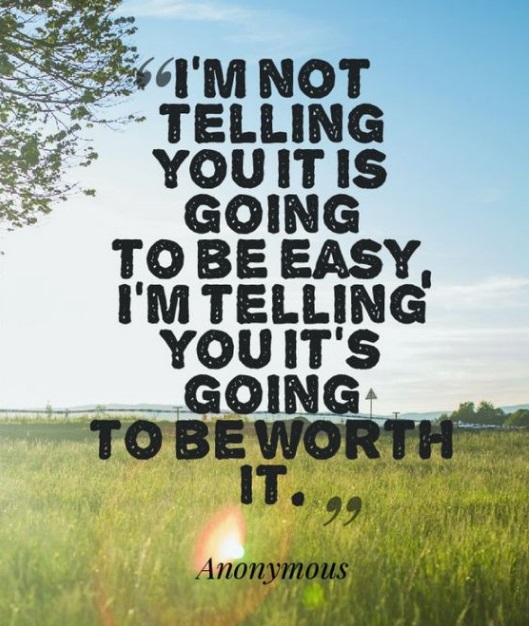 “I'M NOT
TELLING
YOU IT IS
GOING
TO BE EASY,
I'M TELLING
YOU IT'S
GOING
TO BE WORTH
IT. ”
Anonymous